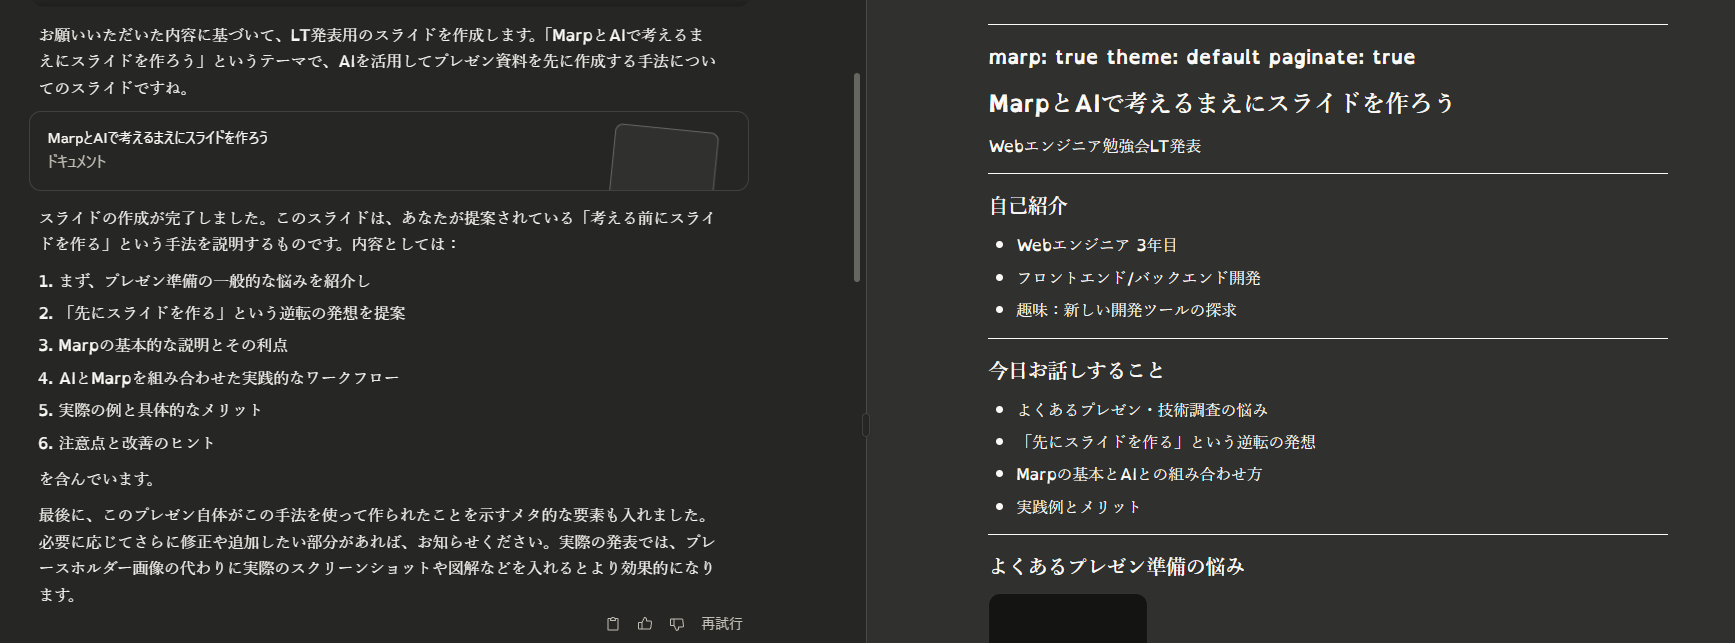 お願いいただいた内容に基づいて、LT発表用のスライドを作成します。「MarpとAIで考えるま
えにスライドを作ろう」というテーマで、AIを活用してプレゼン資料を先に作成する手法につい
てのスライドですね。
MarpとAIで考えるまえにスライドを作ろう
ドキュメント
スライドの作成が完了しました。このスライドは、あなたが提案されている「考える前にスライ
ドを作る」という手法を説明するものです。内容としては：
1. まず、プレゼン準備の一般的な悩みを紹介し
2. 「先にスライドを作る」という逆転の発想を提案
3. Marpの基本的な説明とその利点
4. AIとMarpを組み合わせた実践的なワークフロー
5. 実際の例と具体的なメリット
6. 注意点と改善のヒント
を含んでいます。
最後に、このプレゼン自体がこの手法を使って作られたことを示すメタ的な要素も入れました。
必要に応じてさらに修正や追加したい部分があれば、お知らせください。実際の発表では、プレ
ースホルダー画像の代わりに実際のスクリーンショットや図解などを入れるとより効果的になり
ます。
再試行
marp: true theme: default paginate: true
MarpとAIで考えるまえにスライドを作ろう
Webエンジニア勉強会LT発表
自己紹介
• Webエンジニア 3年目
• フロントエンド/バックエンド開発
• 趣味：新しい開発ツールの探求
今日お話しすること
• よくあるプレゼン・技術調査の悩み
• 「先にスライドを作る」という逆転の発想
• Marpの基本とAIとの組み合わせ方
• 実践例とメリット
よくあるプレゼン準備の悩み